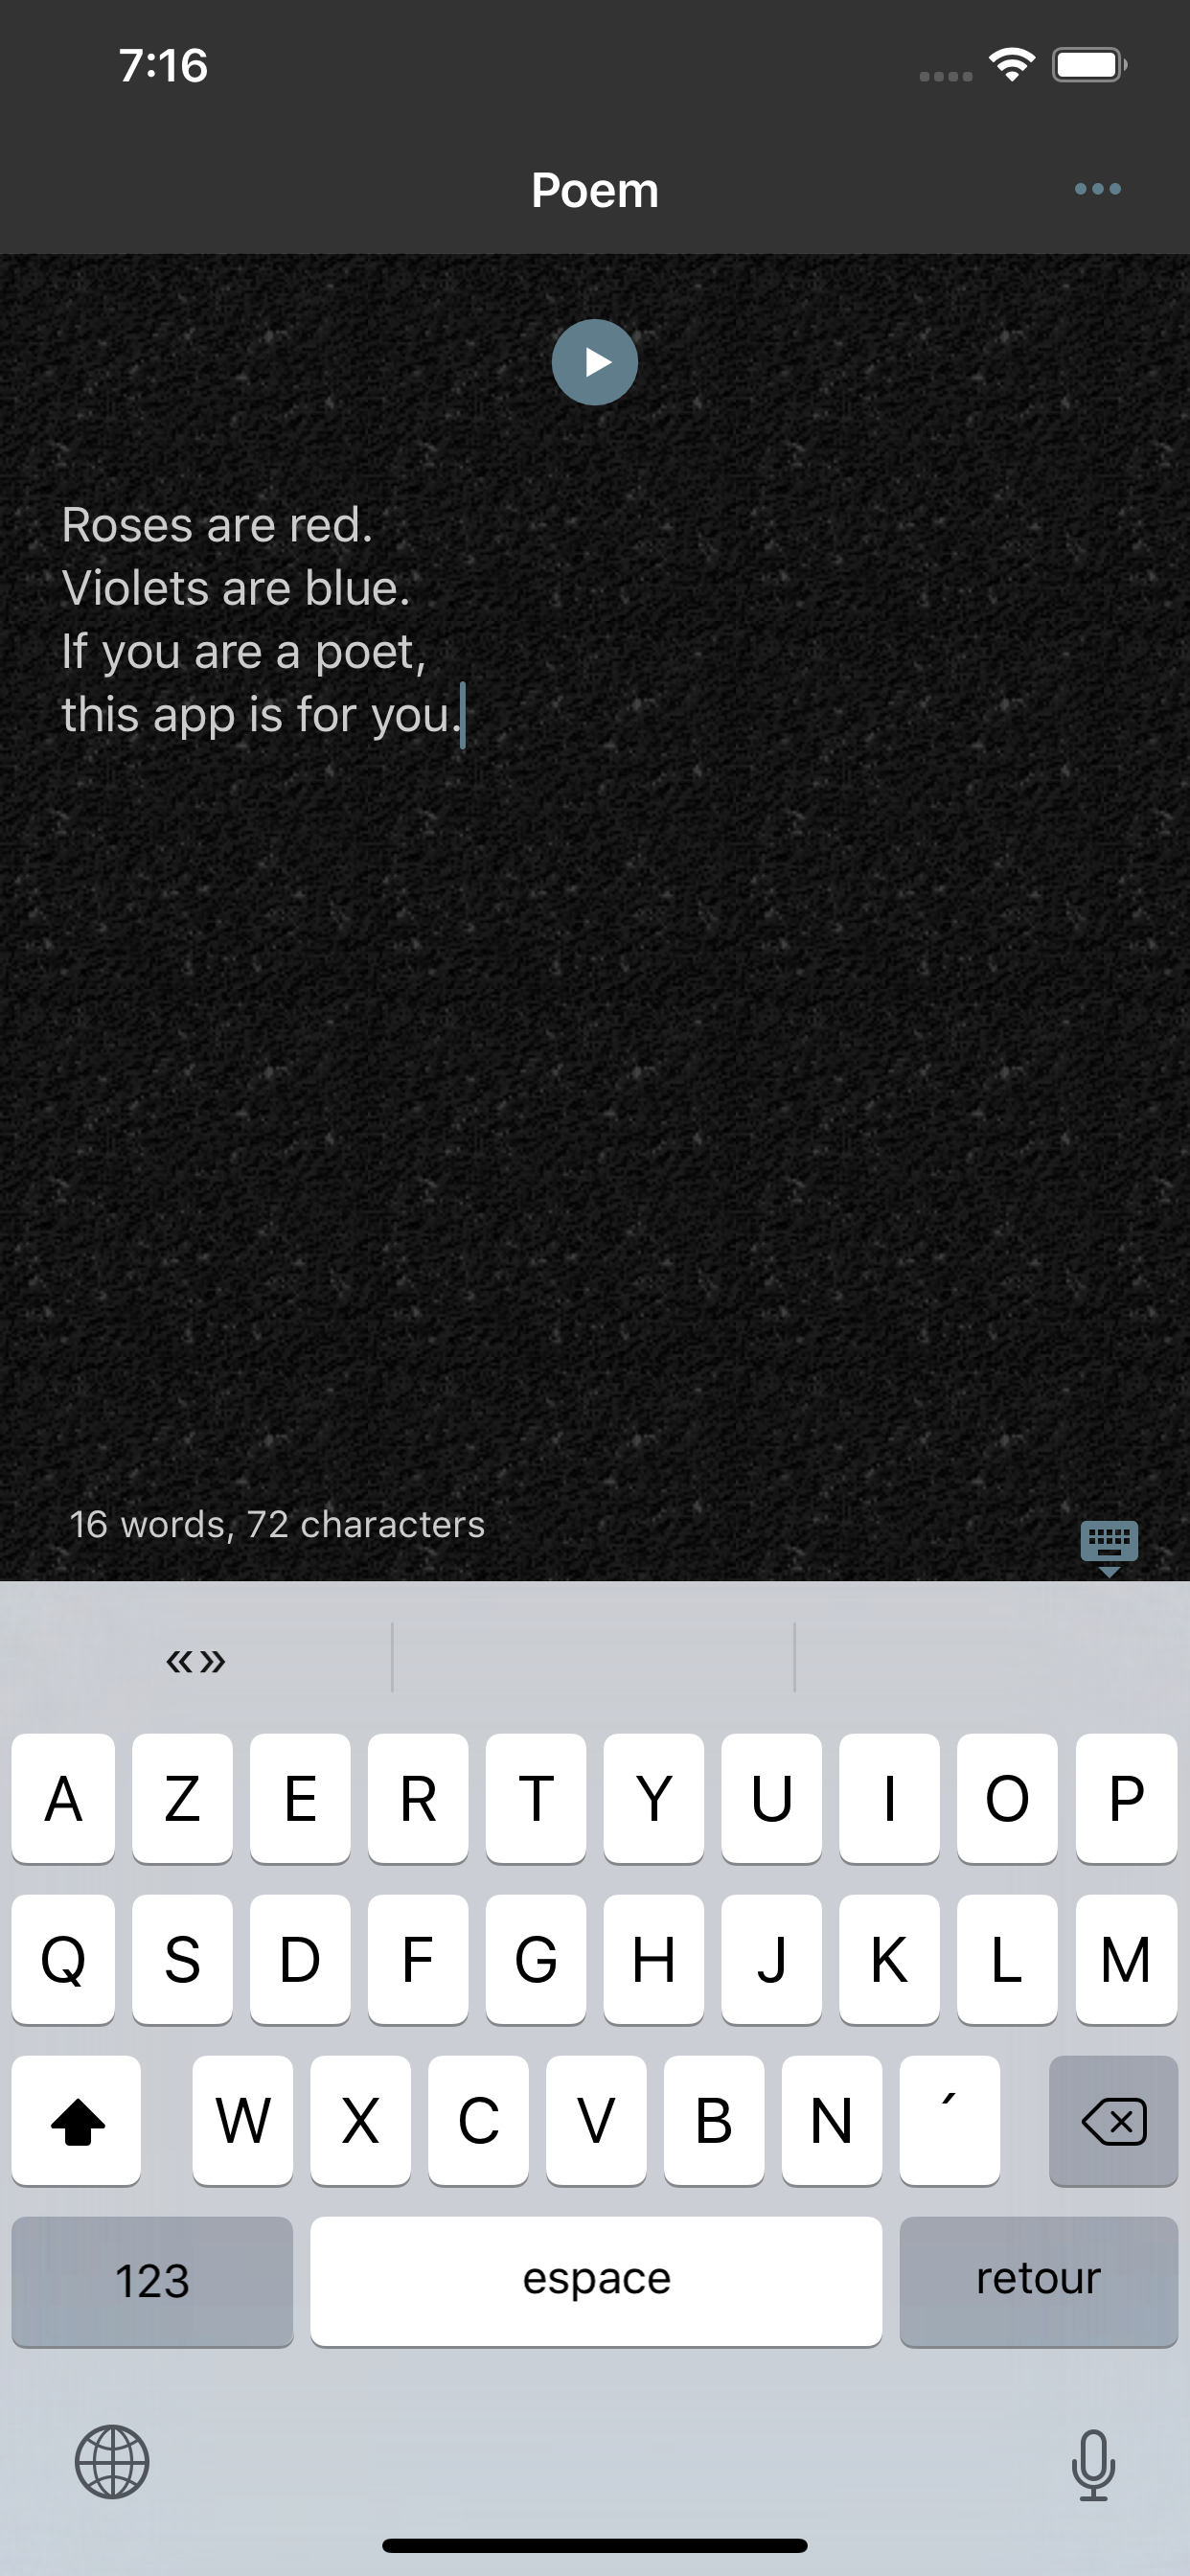 7:16
Poem
Roses are red.
Violets are blue.
If you are a poet,
this app is for you.
16 words, 72 characters
«»
A Z E R T Y U I O P
Q S D F G H J K L M
W X C V B N ´
123 espace retour